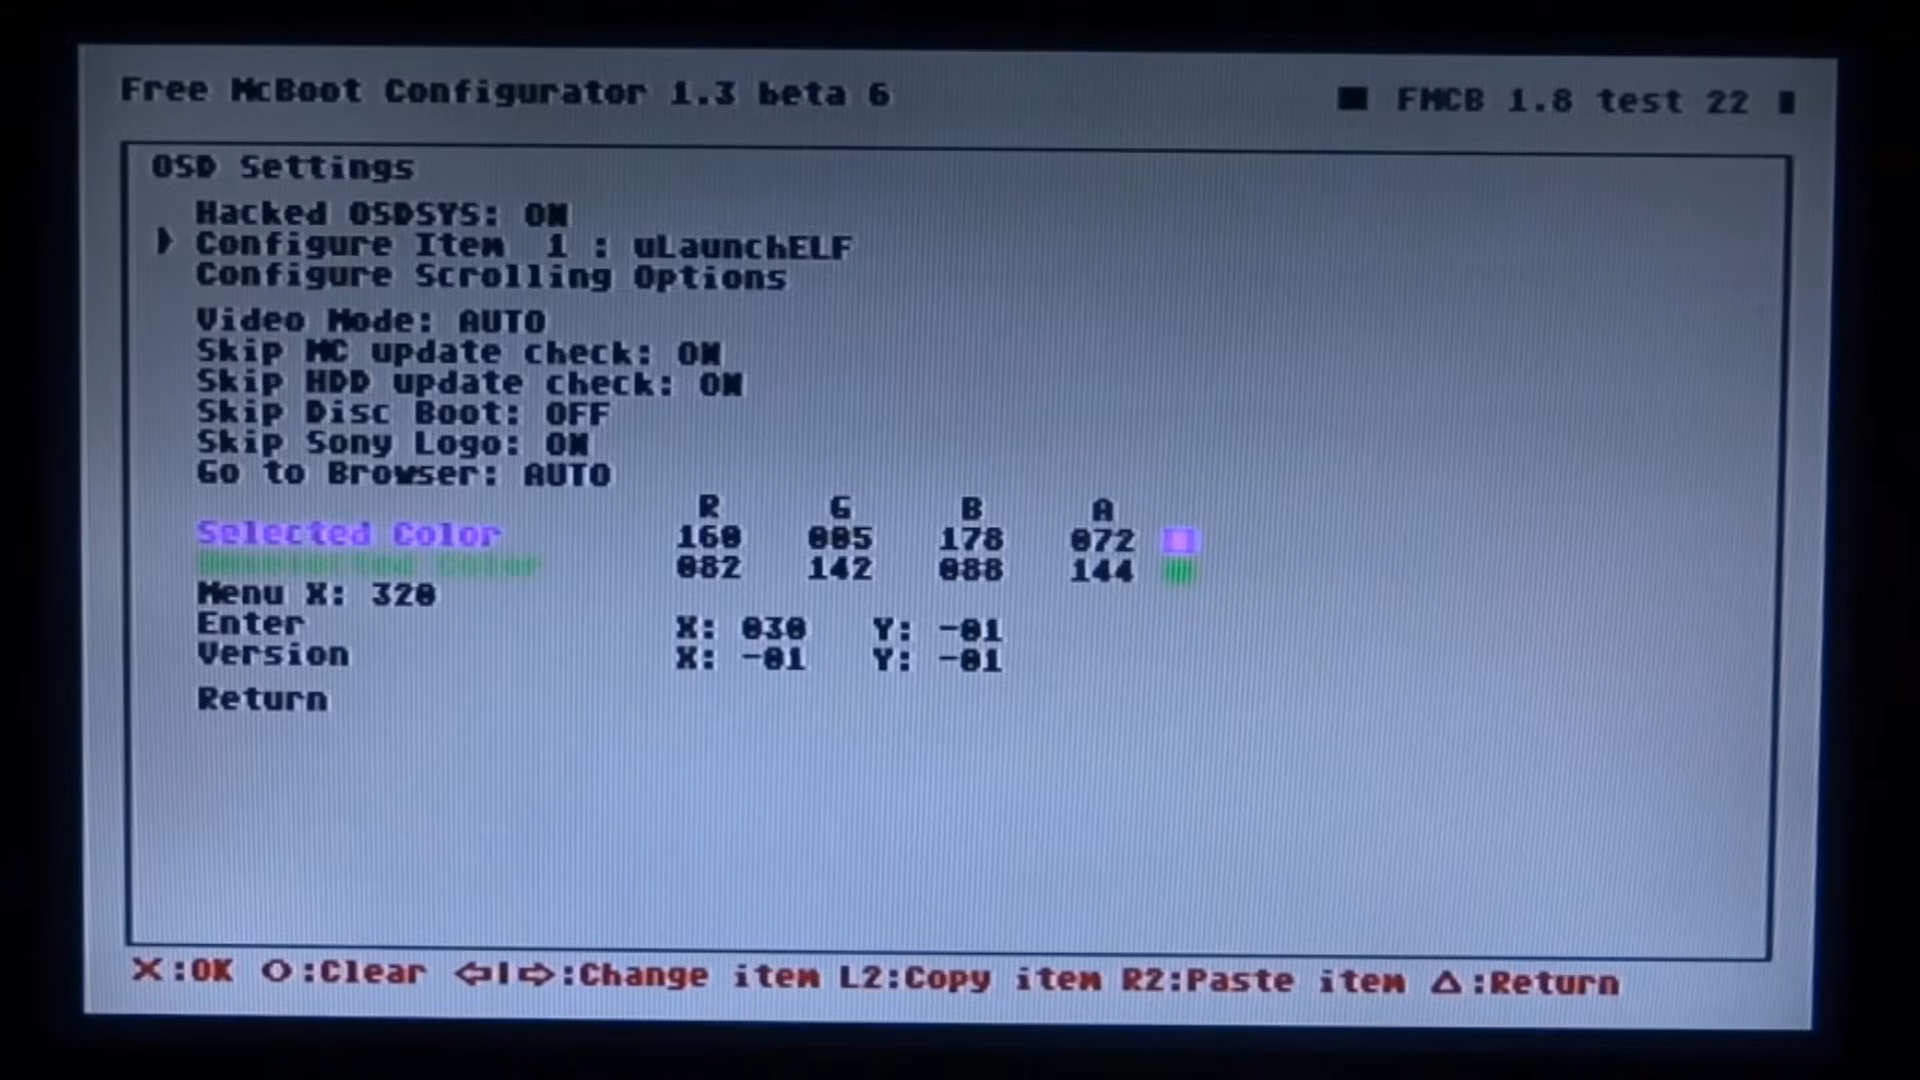 Free McBoot Configurator 1.3 beta 6
FMCB 1.8 test 22
OSD Settings
Hacked OSDSYS: ON
Configure Item 1 : uLaunchELF
Configure Scrolling Options
Video Mode: AUTO
Skip MC update check: ON
Skip HDD update check: ON
Skip Disc Boot: OFF
Skip Sony Logo: ON
Go to Browser: AUTO
R G B A
Selected Color 160 005 178 072
Color 082 142 088 144
Menu X: 320
Enter X: 030 Y: -01
Version X: -01 Y: -01
Return
X:OK O:Clear ⇦|⇨:Change item L2:Copy item R2:Paste item △:Return